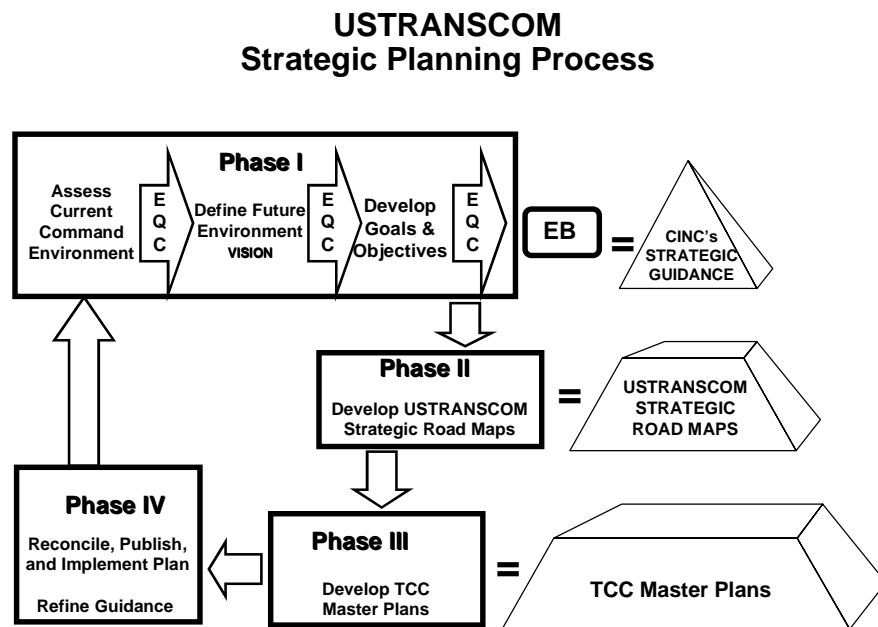 USTRANSCOM
Strategic Planning Process
Phase I
Assess
Current
Command
Environment
E
Q
C
Define Future
Environment
VISION
E
Q
C
Develop
Goals &
Objectives
E
Q
C
EB
=
CINC's
STRATEGIC
GUIDANCE
Phase II
Develop USTRANSCOM
Strategic Road Maps
=
USTRANSCOM
STRATEGIC
ROAD MAPS
Phase IV
Reconcile, Publish,
and Implement Plan
Refine Guidance
Phase III
Develop TCC
Master Plans
=
TCC Master Plans